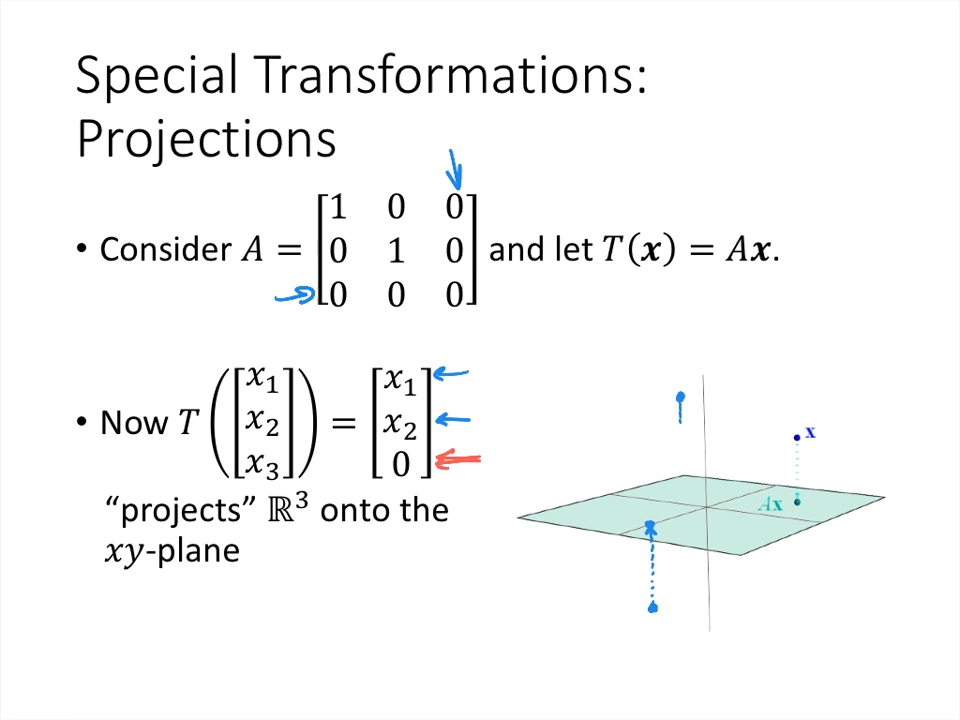 Special Transformations:
Projections
• Consider A = [1 0 0; 0 1 0; 0 0 0] and let T(x) = Ax.
• Now T([x₁; x₂; x₃]) = [x₁; x₂; 0]
“projects” ℝ³ onto the
xy-plane
x
Ax